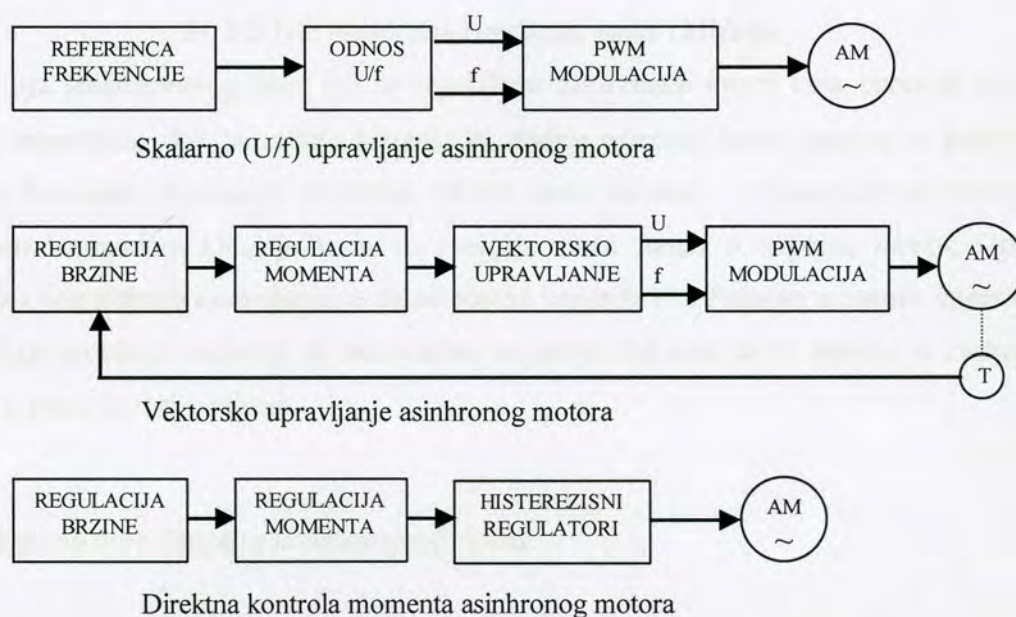 REFERENCA
FREKVENCIJE
ODNOS
U/f
U
f
PWM
MODULACIJA
AM
~
Skalarno (U/f) upravljanje asinhronog motora
REGULACIJA
BRZINE
REGULACIJA
MOMENTA
VEKTORSKO
UPRAVLJANJE
U
f
PWM
MODULACIJA
AM
~
T
Vektorsko upravljanje asinhronog motora
REGULACIJA
BRZINE
REGULACIJA
MOMENTA
HISTEREZISNI
REGULATORI
AM
~
Direktna kontrola momenta asinhronog motora